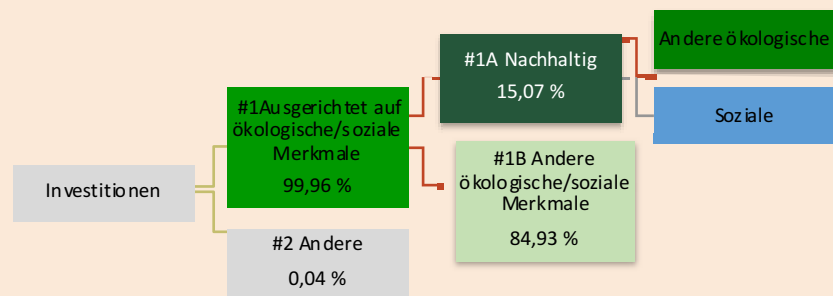 Investitionen
#1Ausgerichtet auf
ökologische/soziale
Merkmale
99,96 %
#2 Andere
0,04 %
#1A Nachhaltig
15,07 %
#1B Andere
ökologische/soziale
Merkmale
84,93 %
Andere ökologische
Soziale